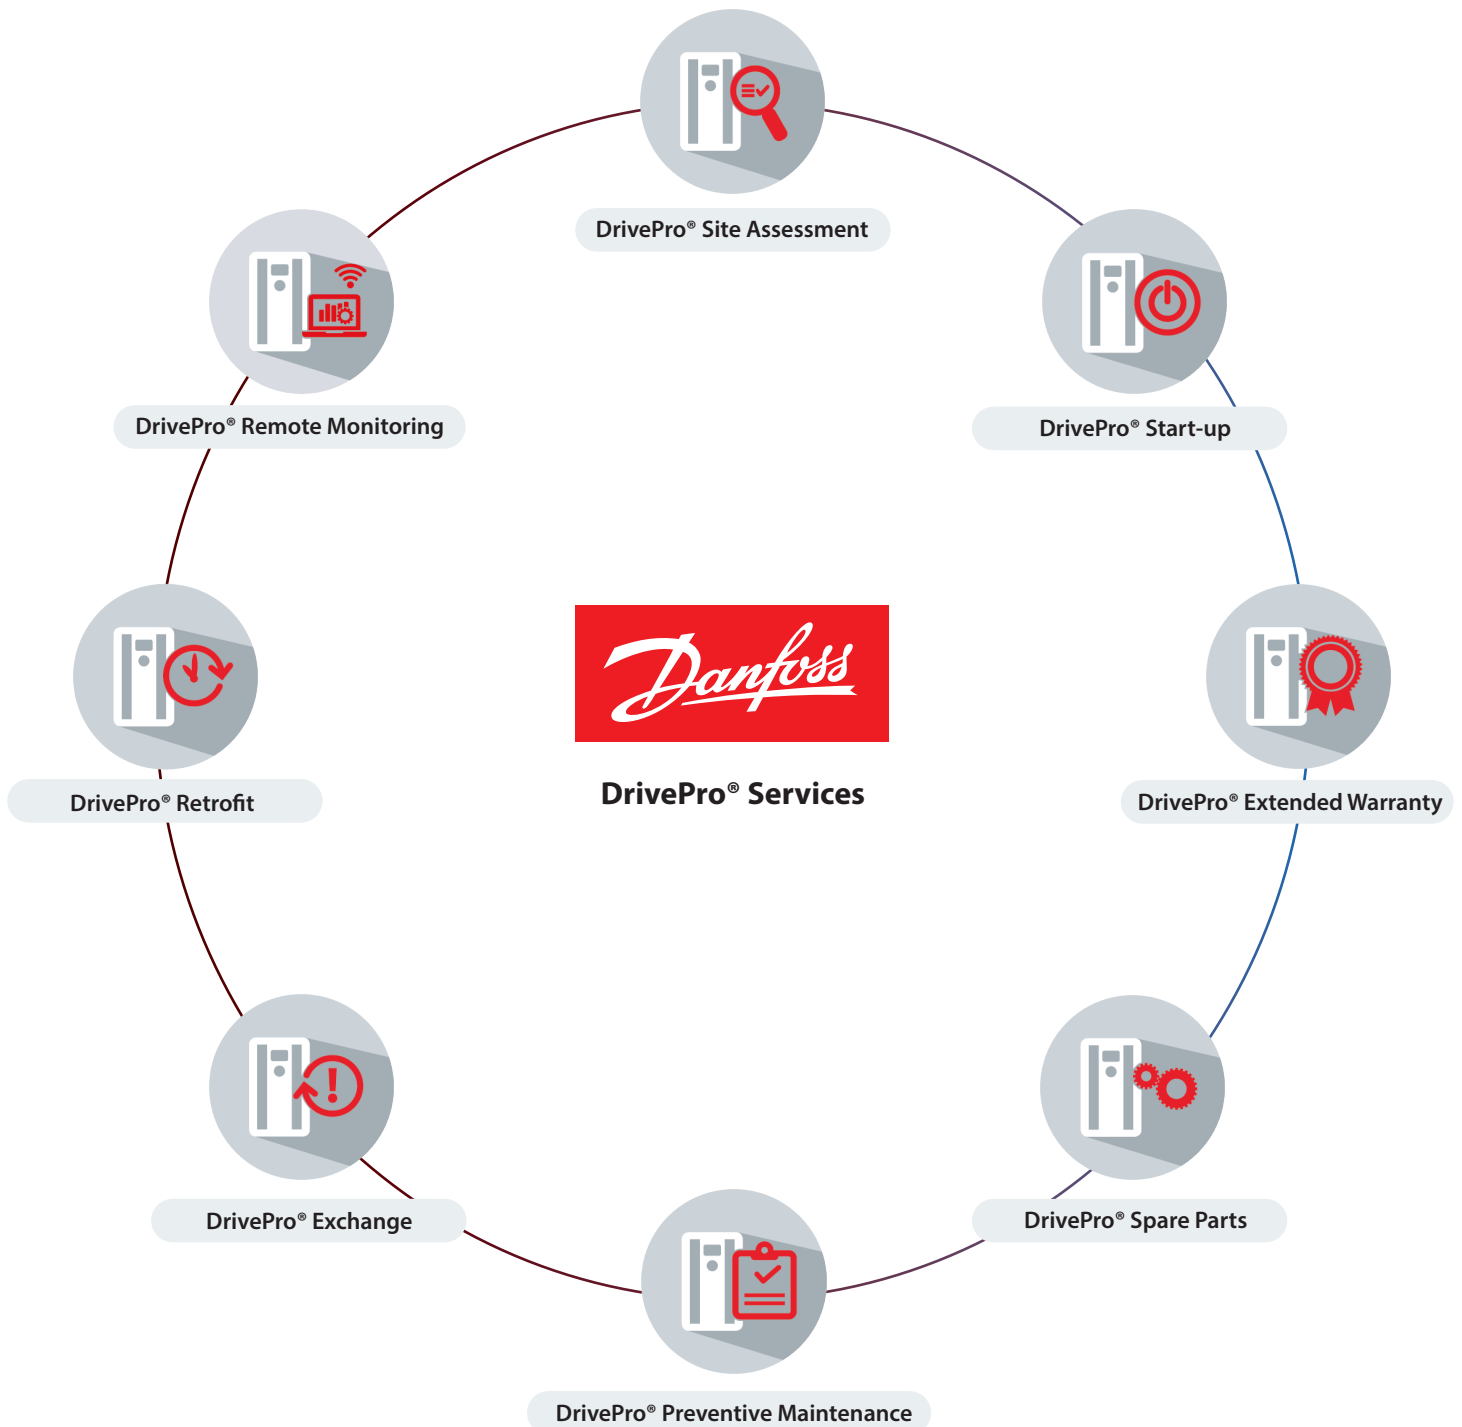 DrivePro® Site Assessment
DrivePro® Remote Monitoring
DrivePro® Start-up
Danfoss
DrivePro® Services
DrivePro® Retrofit
DrivePro® Extended Warranty
DrivePro® Exchange
DrivePro® Spare Parts
DrivePro® Preventive Maintenance